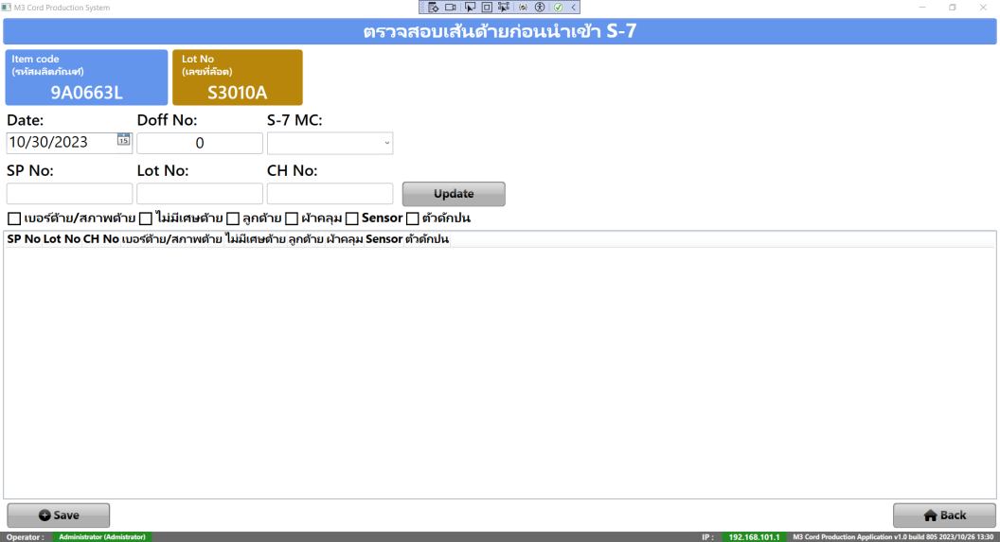 M3 Cord Production System
ตรวจสอบเส้นด้ายก่อนนำเข้า S-7
Item code
(รหัสผลิตภัณฑ์)
9A0663L
Lot No
(เลขที่ล๊อต)
S3010A
Date: Doff No: S-7 MC:
10/30/2023 15 0
SP No: Lot No: CH No:
Update
เบอร์ด้าย/สภาพด้าย ไม่มีเศษด้าย ลูกด้าย ผ้าคลุม Sensor ตัวดักปน
SP No Lot No CH No เบอร์ด้าย/สภาพด้าย ไม่มีเศษด้าย ลูกด้าย ผ้าคลุม Sensor ตัวดักปน
Save Back
Operator : Administrator (Admistrator) IP : 192.168.101.1 M3 Cord Production Application v1.0 build 805 2023/10/26 13:30